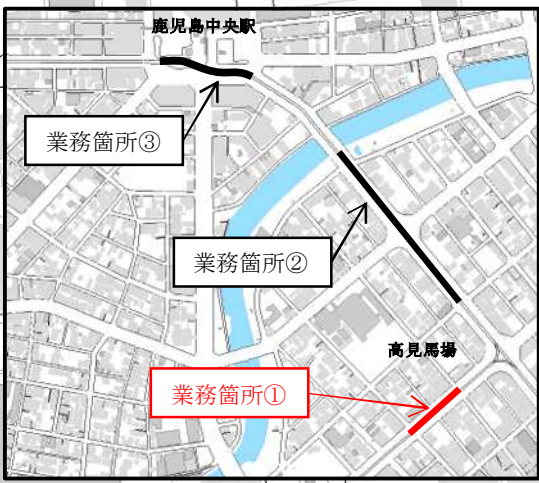 鹿児島中央駅
業務箇所③
業務箇所②
高見馬場
業務箇所①